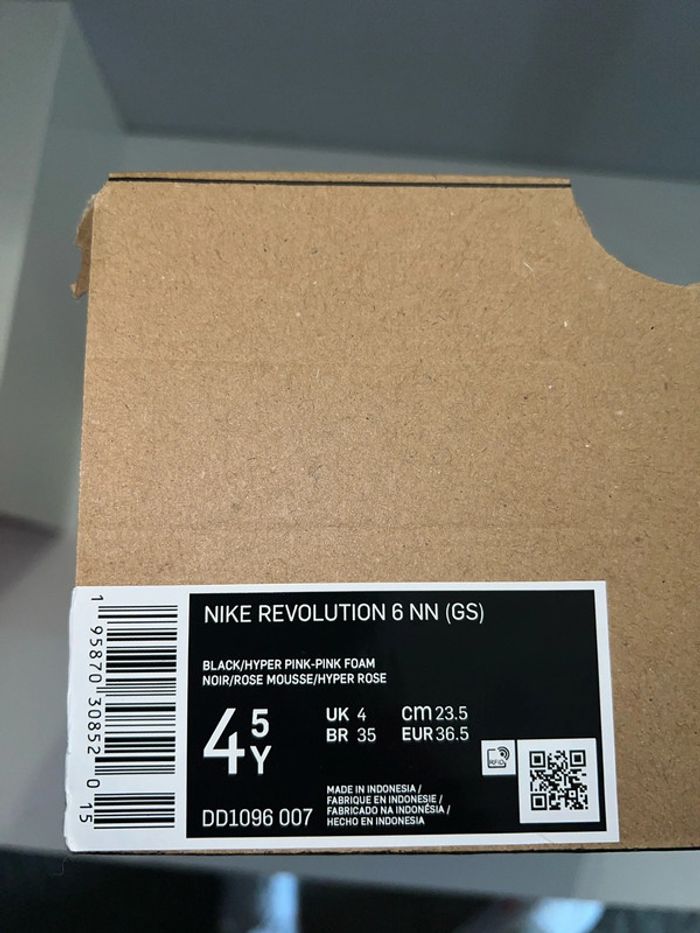 NIKE REVOLUTION 6 NN (GS)
BLACK/HYPER PINK-PINK FOAM
NOIR/ROSE MOUSSE/HYPER ROSE
4 5 Y
UK 4 cm 23.5
BR 35 EUR 36.5
RFID
DD1096 007
MADE IN INDONESIA /
FABRIQUE EN INDONESIE /
FABRICADO NA INDONÉSIA /
HECHO EN INDONESIA
1 95870 30852 0 15